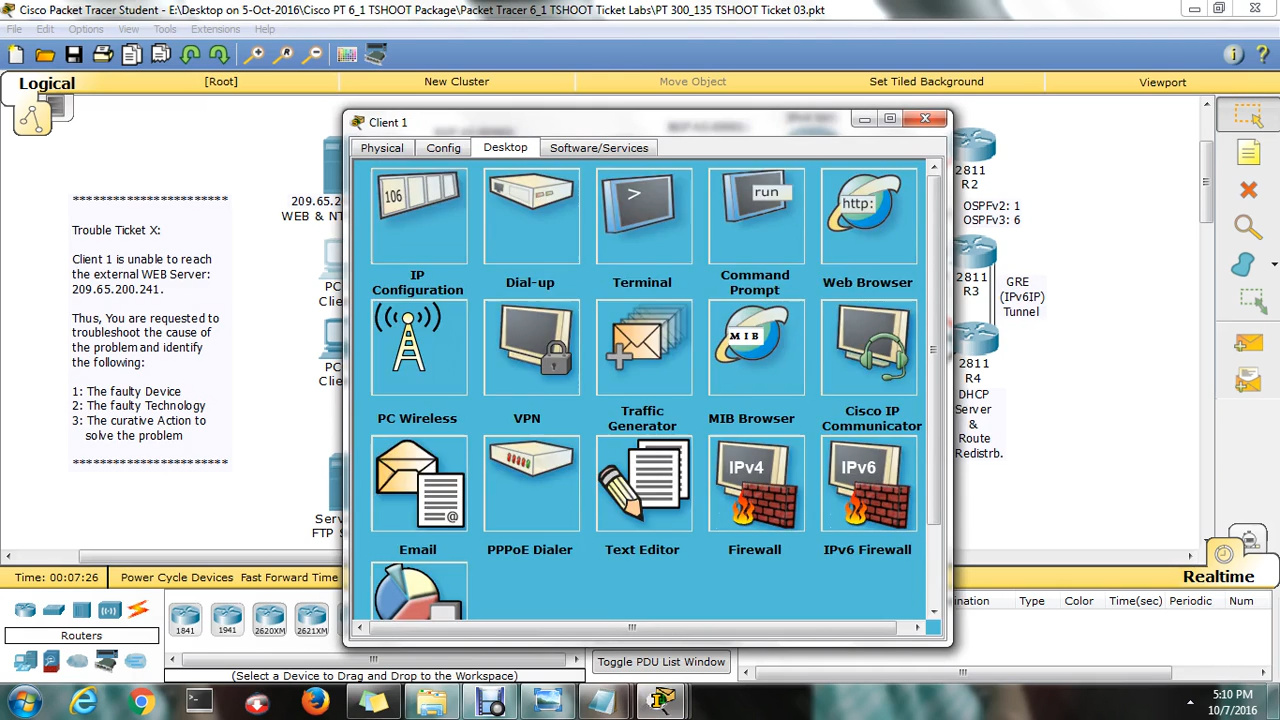 Cisco Packet Tracer Student - E:\Desktop on 5-Oct-2016\Cisco PT 6_1 TSHOOT Package\Packet Tracer 6_1 TSHOOT Ticket Labs\PT 300_135 TSHOOT Ticket 03.pkt
File Edit Options View Tools Extensions Help
i ?
Logical [Root] New Cluster Move Object Set Tiled Background Viewport
Client 1
Physical Config Desktop Software/Services
106
>
run
http:
IP Configuration
Dial-up
Terminal
Command Prompt
Web Browser
MIB
PC Wireless
VPN
Traffic Generator
MIB Browser
Cisco IP Communicator
@
IPv4
IPv6
Email
PPPoE Dialer
Text Editor
Firewall
IPv6 Firewall
***********************
Trouble Ticket X:
Client 1 is unable to reach
the external WEB Server:
209.65.200.241.
Thus, You are requested to
troubleshoot the cause of
the problem and identify
the following:
1: The faulty Device
2: The faulty Technology
3: The curative Action to
solve the problem
***********************
209.65.
WEB & NT
PC
Clie
PC
Clie
Serv
FTP S
2811
R2
OSPFv2: 1
OSPFv3: 6
2811
R3
GRE
(IPv6IP)
Tunnel
2811
R4
DHCP
Server
&
Route
Redistrb.
Time: 00:07:26 Power Cycle Devices Fast Forward Time
Realtime
Routers
1841 1941 2620XM 2621XM
(Select a Device to Drag and Drop to the Workspace)
Toggle PDU List Window
ination Type Color Time(sec) Periodic Num
5:10 PM
10/7/2016